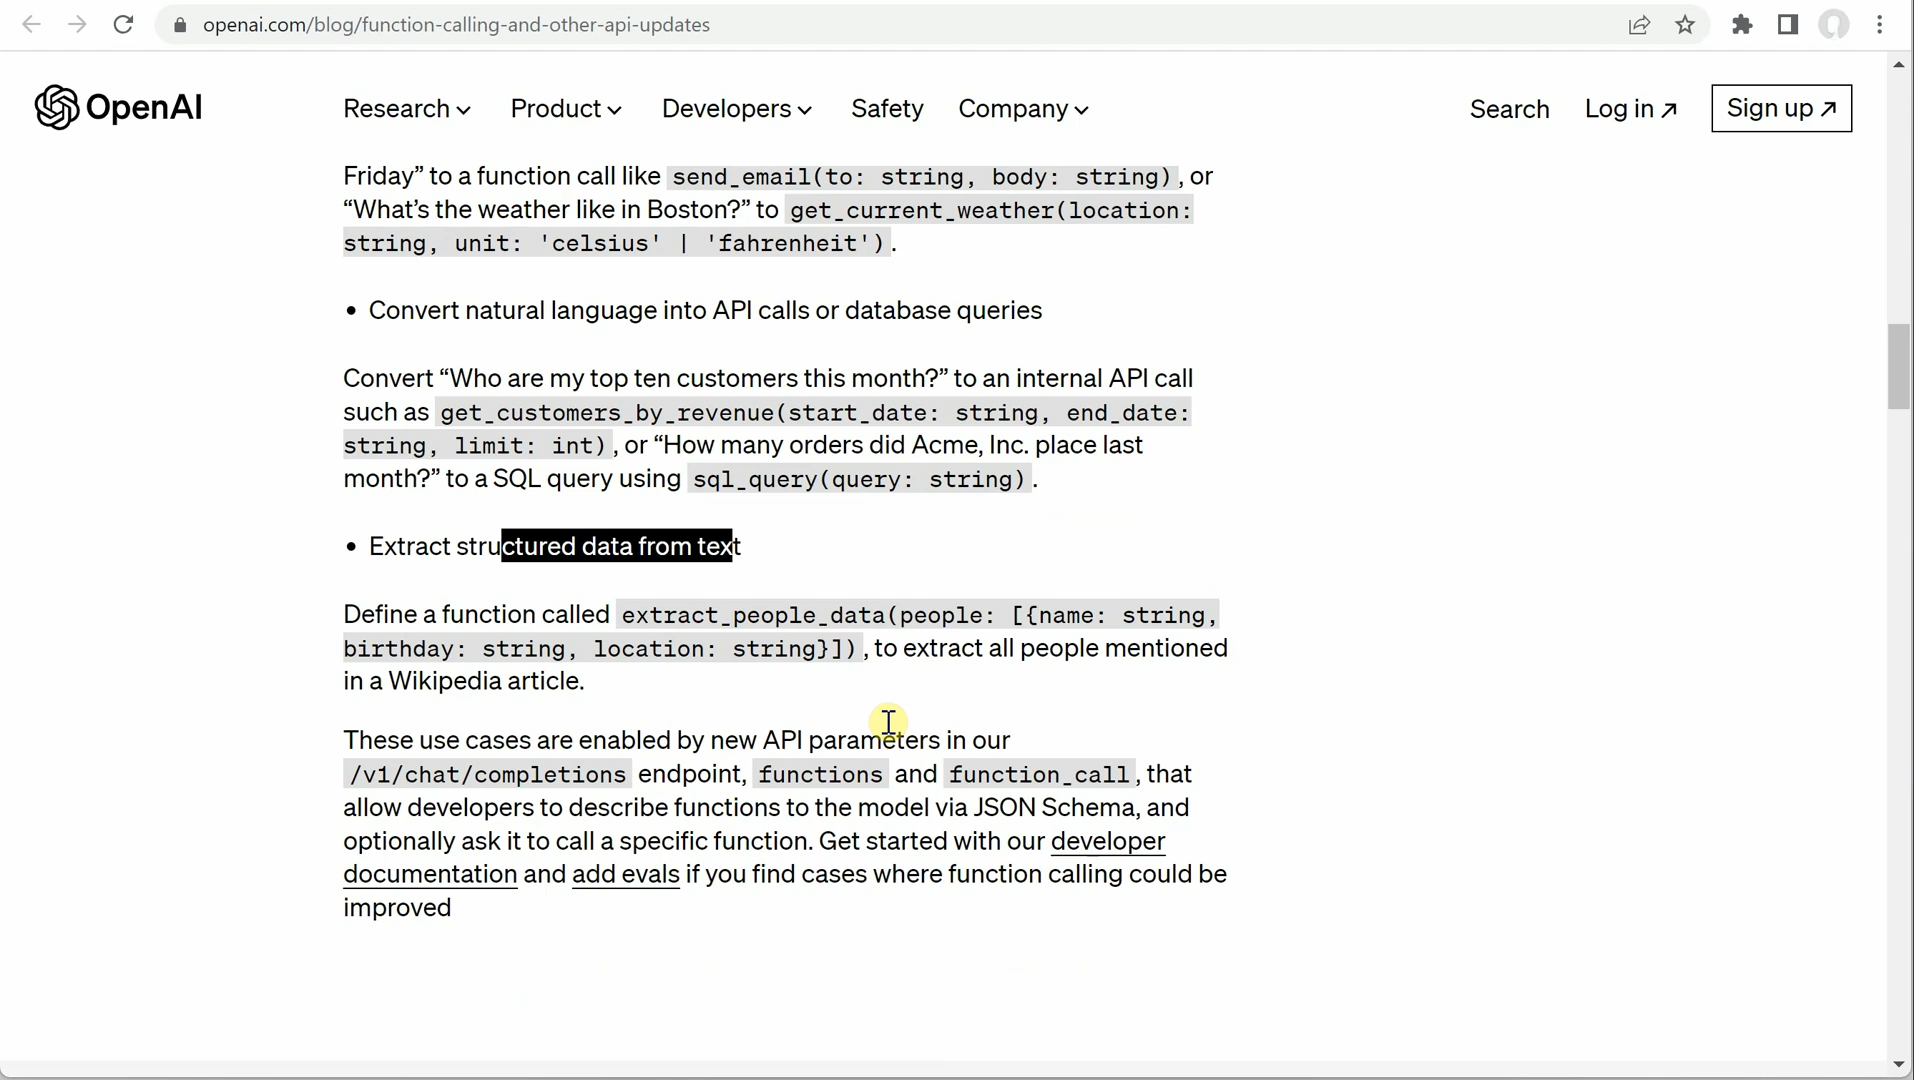 openai.com/blog/function-calling-and-other-api-updates
OpenAI Research Product Developers Safety Company Search Log in ↗ Sign up ↗
Friday” to a function call like send_email(to: string, body: string), or
“What’s the weather like in Boston?” to get_current_weather(location:
string, unit: 'celsius' | 'fahrenheit').
• Convert natural language into API calls or database queries
Convert “Who are my top ten customers this month?” to an internal API call
such as get_customers_by_revenue(start_date: string, end_date:
string, limit: int), or “How many orders did Acme, Inc. place last
month?” to a SQL query using sql_query(query: string).
• Extract structured data from text
Define a function called extract_people_data(people: [{name: string,
birthday: string, location: string}]), to extract all people mentioned
in a Wikipedia article.
These use cases are enabled by new API parameters in our
/v1/chat/completions endpoint, functions and function_call, that
allow developers to describe functions to the model via JSON Schema, and
optionally ask it to call a specific function. Get started with our developer
documentation and add evals if you find cases where function calling could be
improved